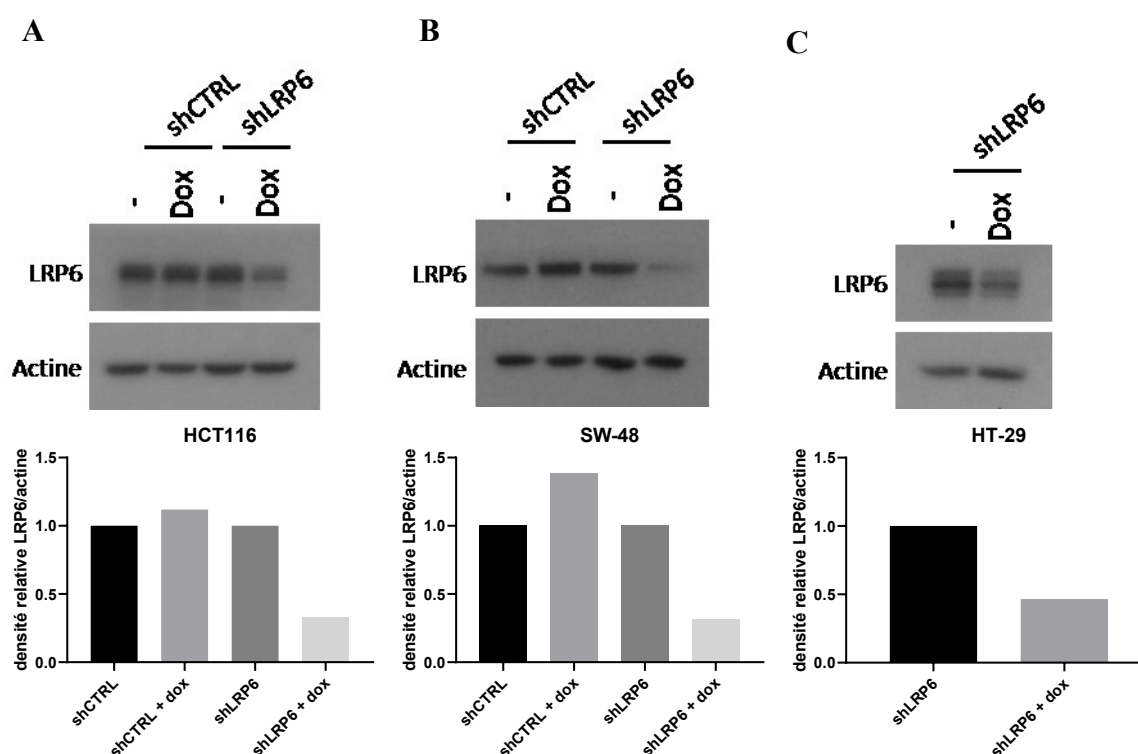 A
shCTRL
shLRP6
-
Dox
-
Dox
LRP6
Actine
HCT116
densité relative LRP6/actine
1.5
1.0
0.5
0.0
shCTRL
shCTRL + dox
shLRP6
shLRP6 + dox
B
shCTRL
shLRP6
-
Dox
-
Dox
LRP6
Actine
SW-48
densité relative LRP6/actine
1.5
1.0
0.5
0.0
shCTRL
shCTRL + dox
shLRP6
shLRP6 + dox
C
shLRP6
-
Dox
LRP6
Actine
HT-29
densité relative LRP6/actine
1.5
1.0
0.5
0.0
shLRP6
shLRP6 + dox